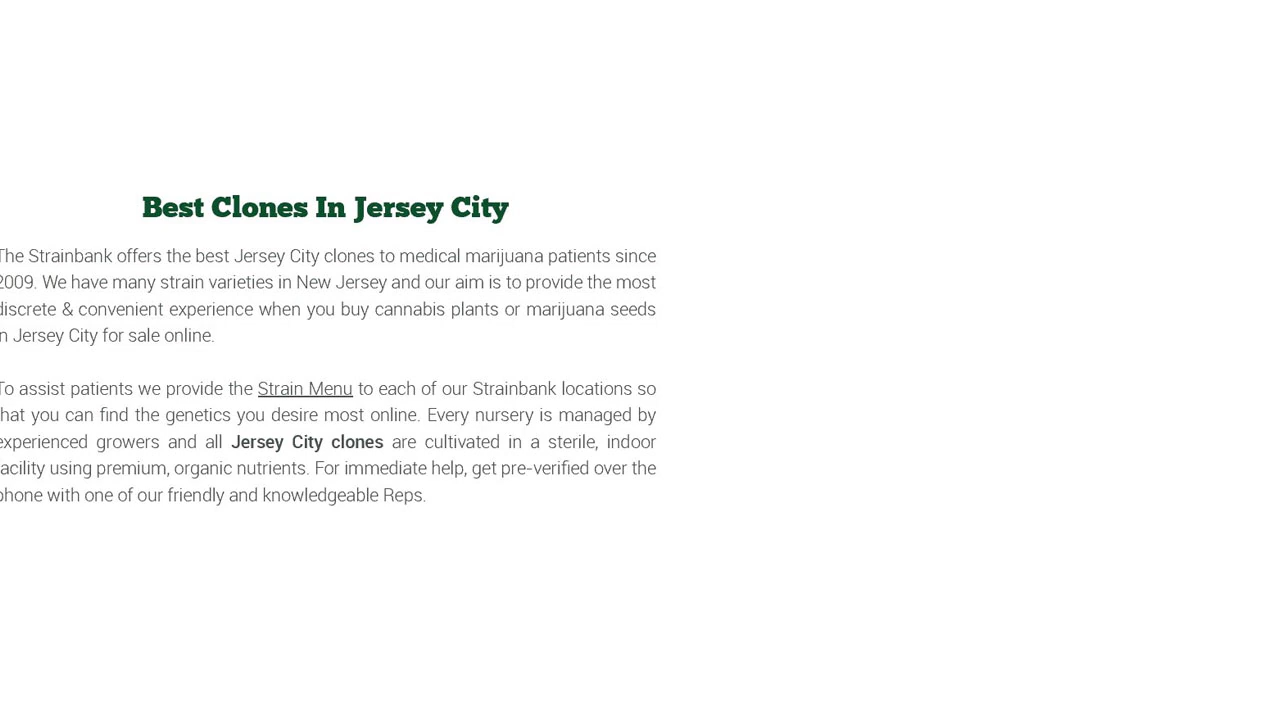 Best Clones In Jersey City
The Strainbank offers the best Jersey City clones to medical marijuana patients since
2009. We have many strain varieties in New Jersey and our aim is to provide the most
discrete & convenient experience when you buy cannabis plants or marijuana seeds
in Jersey City for sale online.
To assist patients we provide the Strain Menu to each of our Strainbank locations so
that you can find the genetics you desire most online. Every nursery is managed by
experienced growers and all Jersey City clones are cultivated in a sterile, indoor
facility using premium, organic nutrients. For immediate help, get pre-verified over the
phone with one of our friendly and knowledgeable Reps.